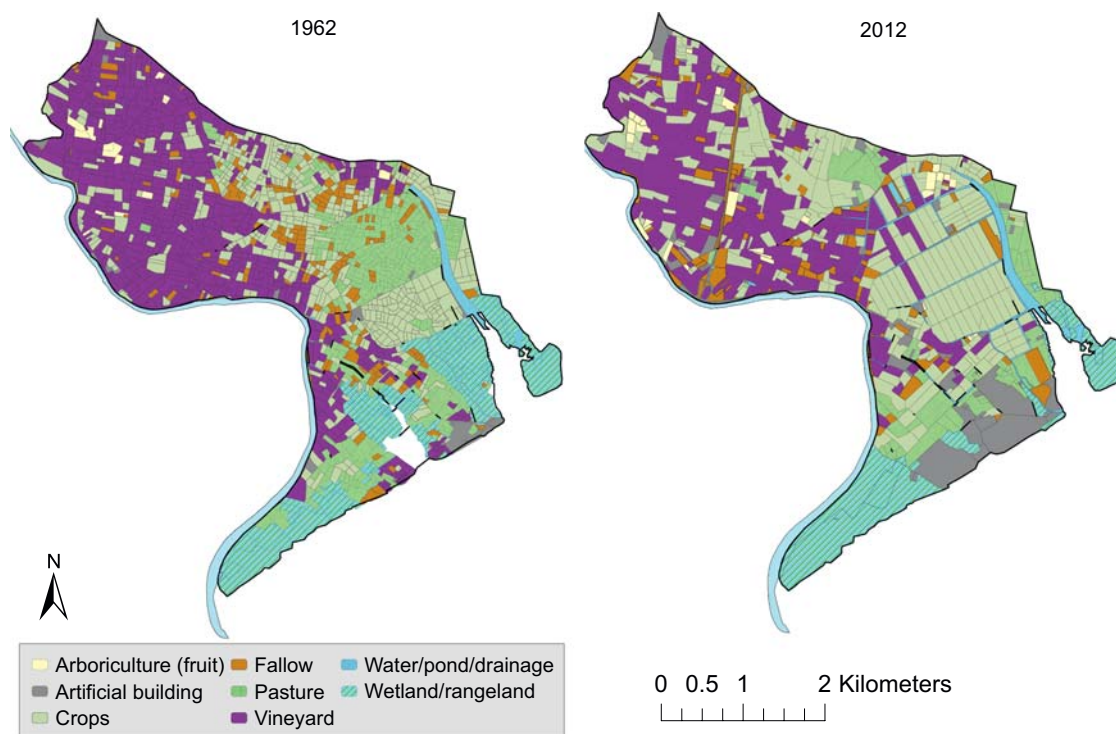 1962
2012
N
Arboriculture (fruit)
Fallow
Water/pond/drainage
Artificial building
Pasture
Wetland/rangeland
Crops
Vineyard
0 0.5 1 2 Kilometers